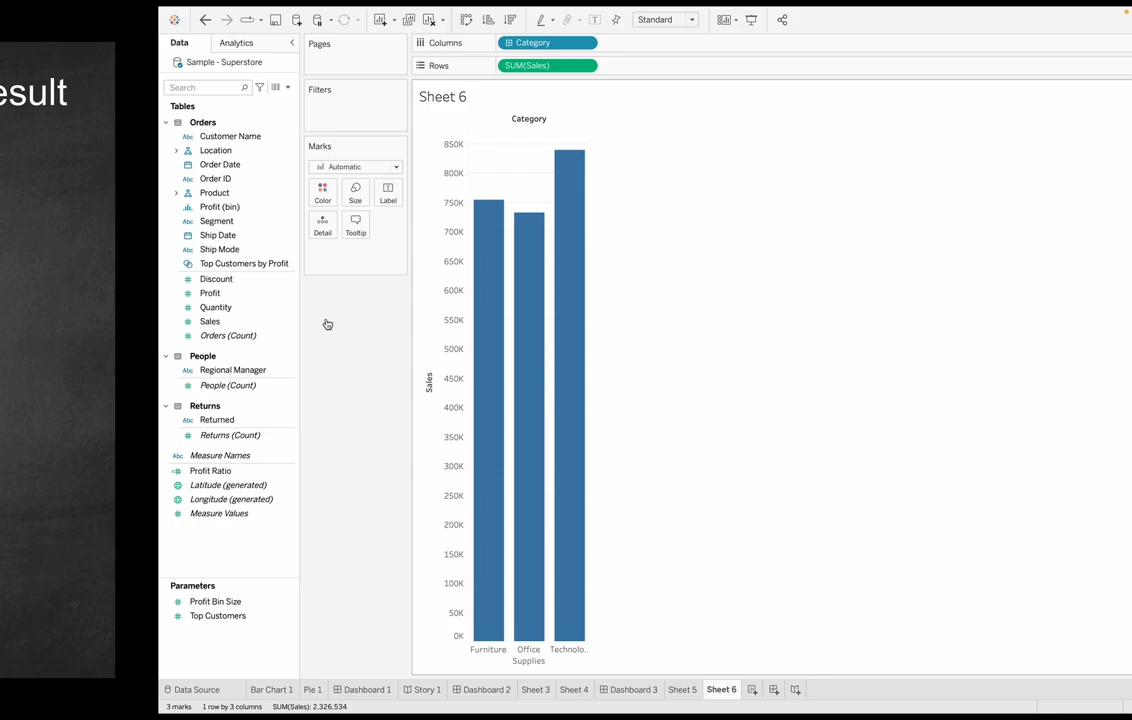 esult
Standard
Data
Analytics
Sample - Superstore
Search
Tables
Orders
Abc Customer Name
Location
Order Date
Abc Order ID
Product
Profit (bin)
Abc Segment
Ship Date
Abc Ship Mode
Top Customers by Profit
Discount
Profit
Quantity
Sales
Orders (Count)
People
Abc Regional Manager
People (Count)
Returns
Abc Returned
Returns (Count)
Abc Measure Names
Profit Ratio
Latitude (generated)
Longitude (generated)
Measure Values
Parameters
Profit Bin Size
Top Customers
Pages
Filters
Marks
Automatic
Color
Size
Label
Detail
Tooltip
Columns
Category
Rows
SUM(Sales)
Sheet 6
Category
850K
800K
750K
700K
650K
600K
550K
500K
450K
400K
350K
300K
250K
200K
150K
100K
50K
0K
Sales
Furniture
Office
Supplies
Technolo..
Data Source
Bar Chart 1
Pie 1
Dashboard 1
Story 1
Dashboard 2
Sheet 3
Sheet 4
Dashboard 3
Sheet 5
Sheet 6
3 marks
1 row by 3 columns
SUM(Sales): 2,326,534